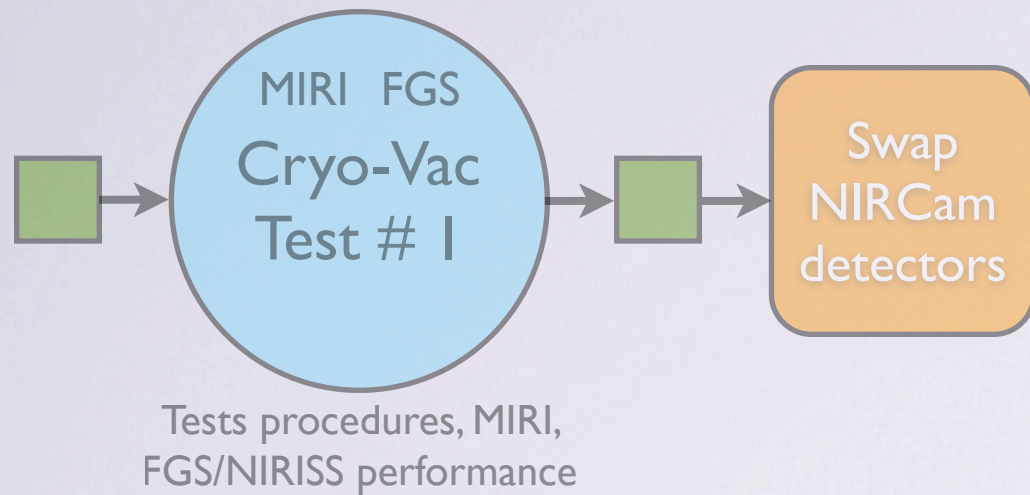 MIRI FGS
Cryo-Vac
Test # 1
Tests procedures, MIRI,
FGS/NIRISS performance
Swap
NIRCam
detectors